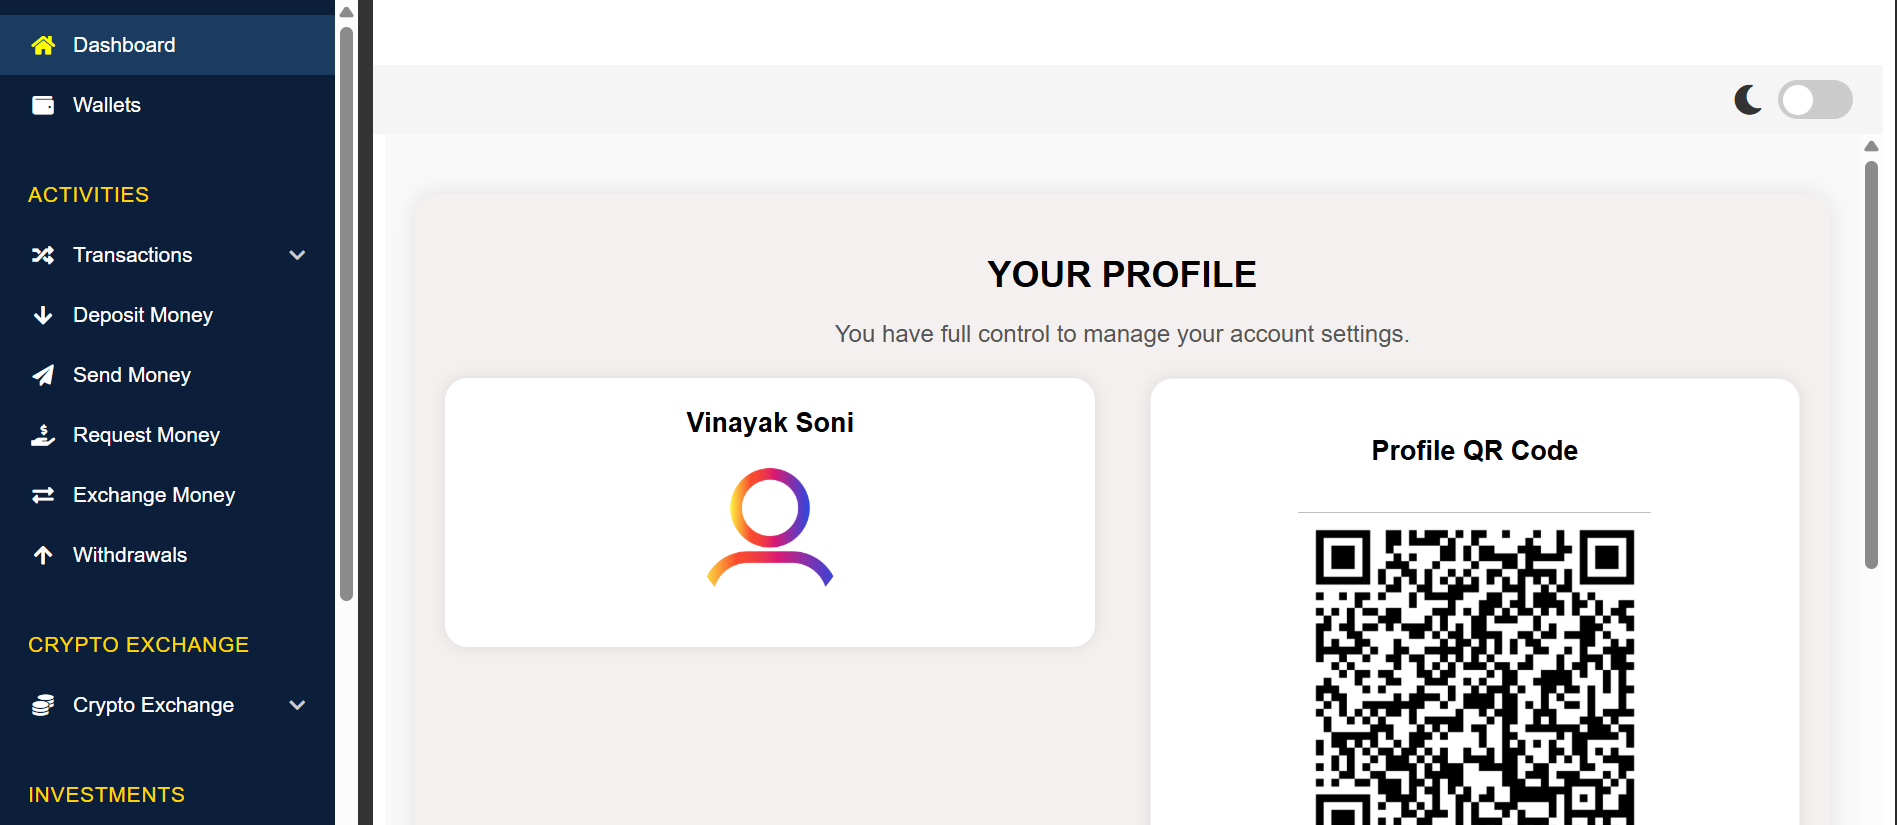 Dashboard
Wallets
ACTIVITIES
Transactions
Deposit Money
Send Money
Request Money
Exchange Money
Withdrawals
CRYPTO EXCHANGE
Crypto Exchange
INVESTMENTS
YOUR PROFILE
You have full control to manage your account settings.
Vinayak Soni
Profile QR Code